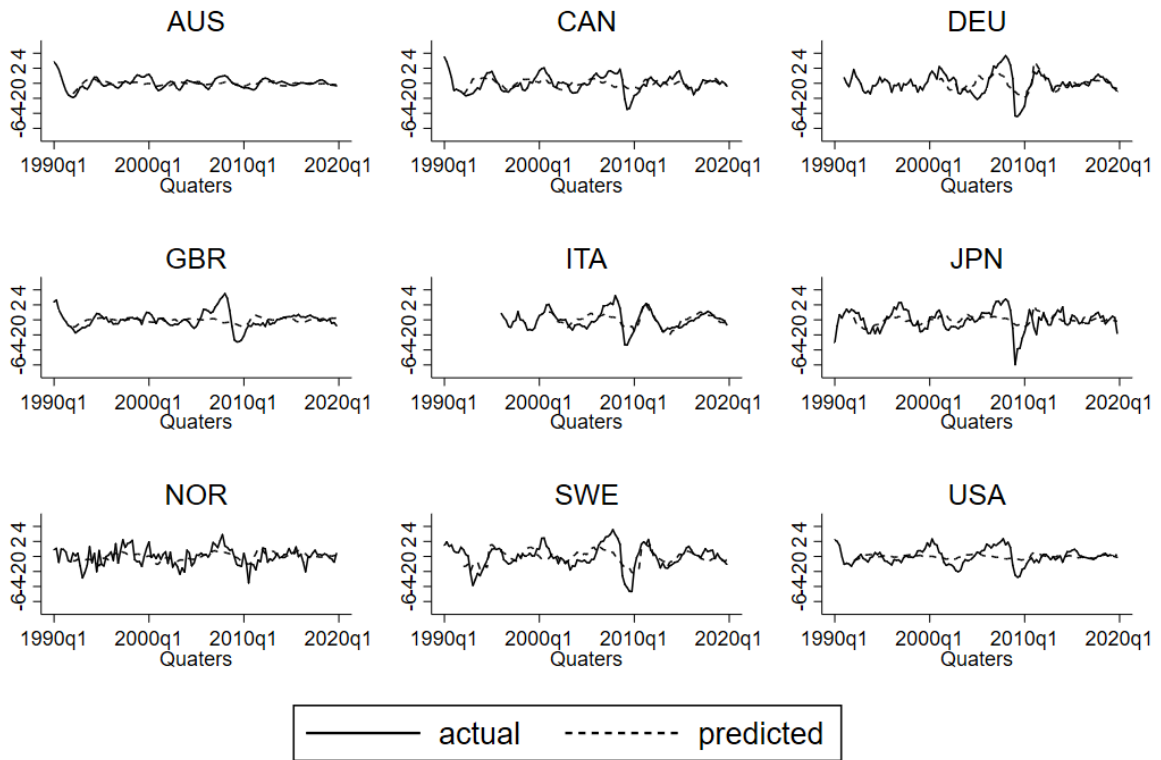 AUS CAN DEU
-6 -4 -2 0 2 4 -6 -4 -2 0 2 4 -6 -4 -2 0 2 4
1990q1 2000q1 2010q1 2020q1 1990q1 2000q1 2010q1 2020q1 1990q1 2000q1 2010q1 2020q1
Quaters Quaters Quaters
GBR ITA JPN
-6 -4 -2 0 2 4 -6 -4 -2 0 2 4 -6 -4 -2 0 2 4
1990q1 2000q1 2010q1 2020q1 1990q1 2000q1 2010q1 2020q1 1990q1 2000q1 2010q1 2020q1
Quaters Quaters Quaters
NOR SWE USA
-6 -4 -2 0 2 4 -6 -4 -2 0 2 4 -6 -4 -2 0 2 4
1990q1 2000q1 2010q1 2020q1 1990q1 2000q1 2010q1 2020q1 1990q1 2000q1 2010q1 2020q1
Quaters Quaters Quaters
actual predicted